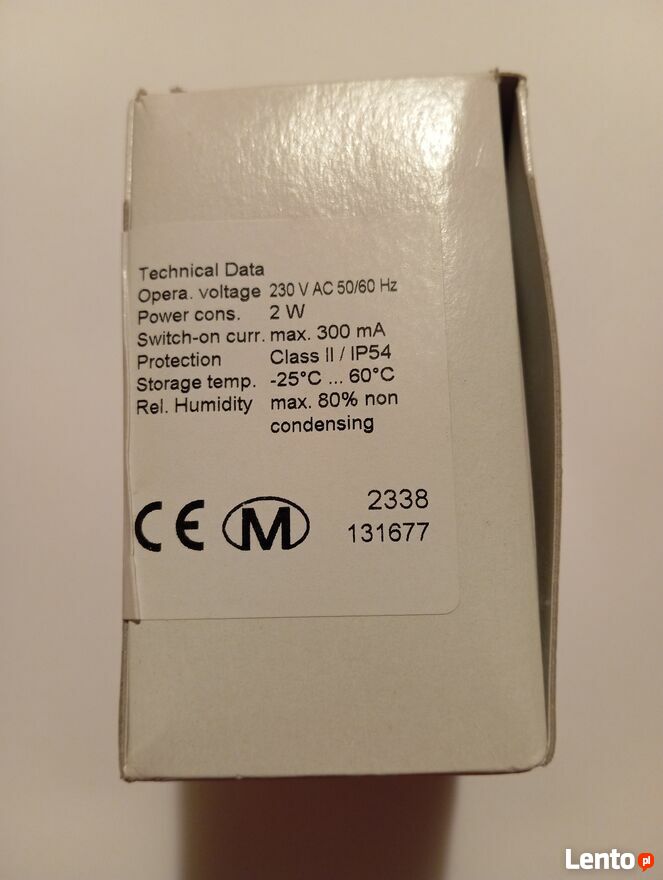 Technical Data
Opera. voltage 230 V AC 50/60 Hz
Power cons. 2 W
Switch-on curr. max. 300 mA
Protection Class II / IP54
Storage temp. -25°C ... 60°C
Rel. Humidity max. 80% non
condensing
CE M 2338
131677
Lento.pl